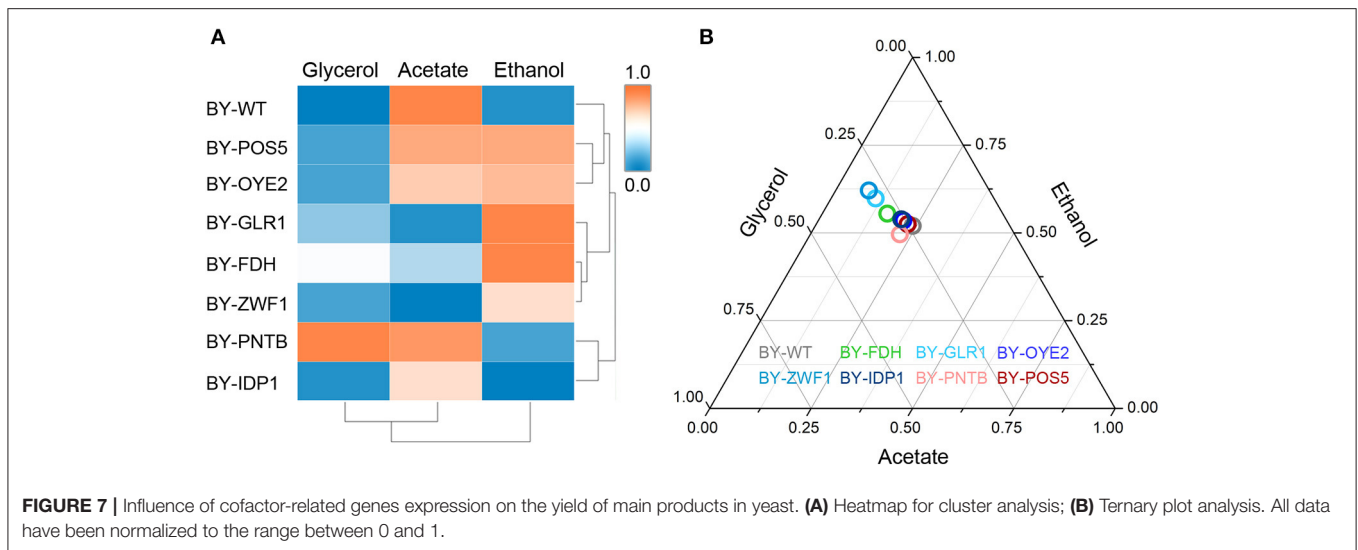 A
Glycerol Acetate Ethanol
BY-WT
BY-POS5
BY-OYE2
BY-GLR1
BY-FDH
BY-ZWF1
BY-PNTB
BY-IDP1
1.0
0.0
B
0.00 1.00
0.25 0.75
Glycerol Ethanol
0.50 0.50
0.75 0.25
BY-WT BY-FDH BY-GLR1 BY-OYE2
BY-ZWF1 BY-IDP1 BY-PNTB BY-POS5
1.00 0.00
0.00 0.25 0.50 0.75 1.00
Acetate
FIGURE 7 | Influence of cofactor-related genes expression on the yield of main products in yeast. (A) Heatmap for cluster analysis; (B) Ternary plot analysis. All data
have been normalized to the range between 0 and 1.